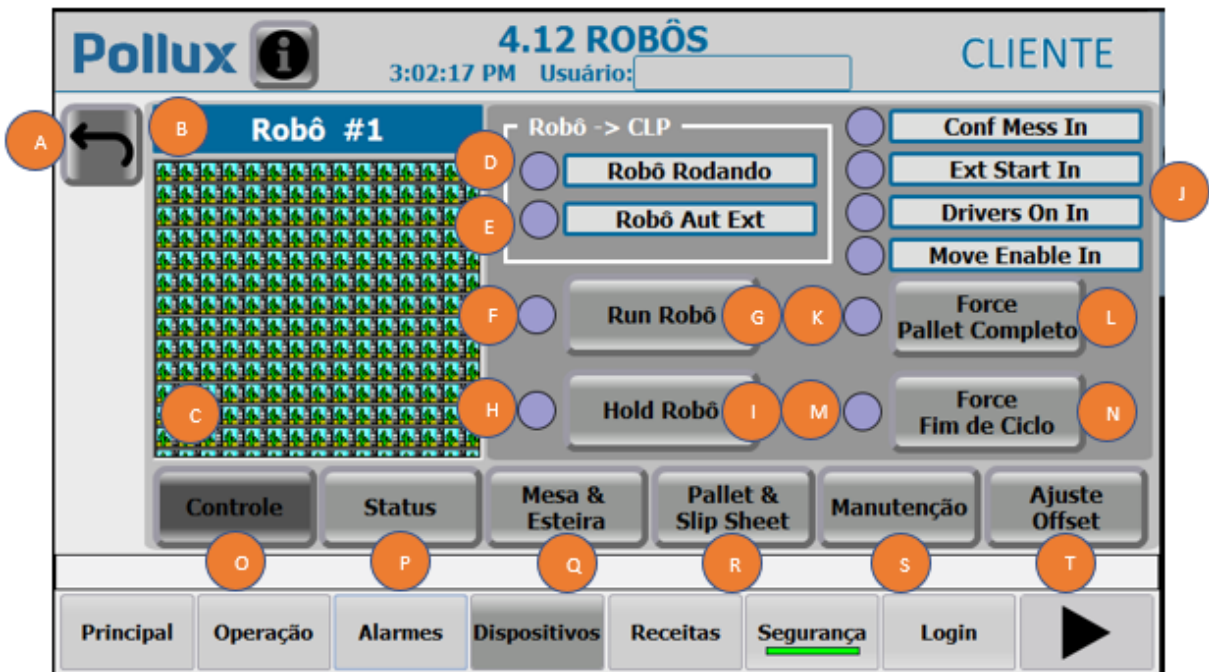 Pollux
4.12 ROBÔS
3:02:17 PM Usuário:
CLIENTE
A
B
Robô #1
C
Robô -> CLP
D
Robô Rodando
E
Robô Aut Ext
Conf Mess In
Ext Start In
Drivers On In
Move Enable In
J
F
Run Robô
G
K
Force
Pallet Completo
L
H
Hold Robô
I
M
Force
Fim de Ciclo
N
Controle
Status
Mesa &
Esteira
Pallet &
Slip Sheet
Manutenção
Ajuste
Offset
O
P
Q
R
S
T
Principal
Operação
Alarmes
Dispositivos
Receitas
Segurança
Login